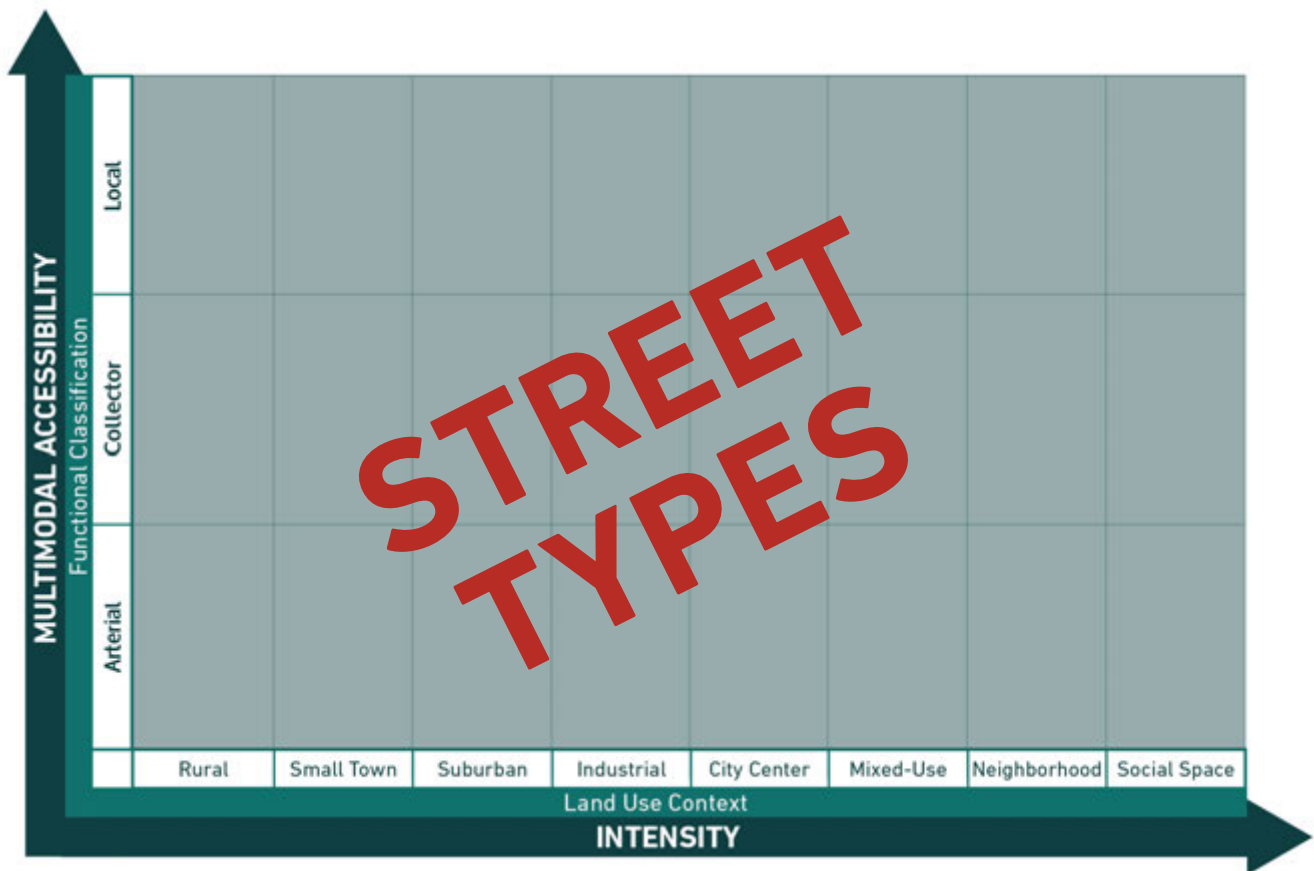 MULTIMODAL ACCESSIBILITY
Functional Classification
Local
Collector
Arterial
STREET
TYPES
Rural
Small Town
Suburban
Industrial
City Center
Mixed-Use
Neighborhood
Social Space
Land Use Context
INTENSITY